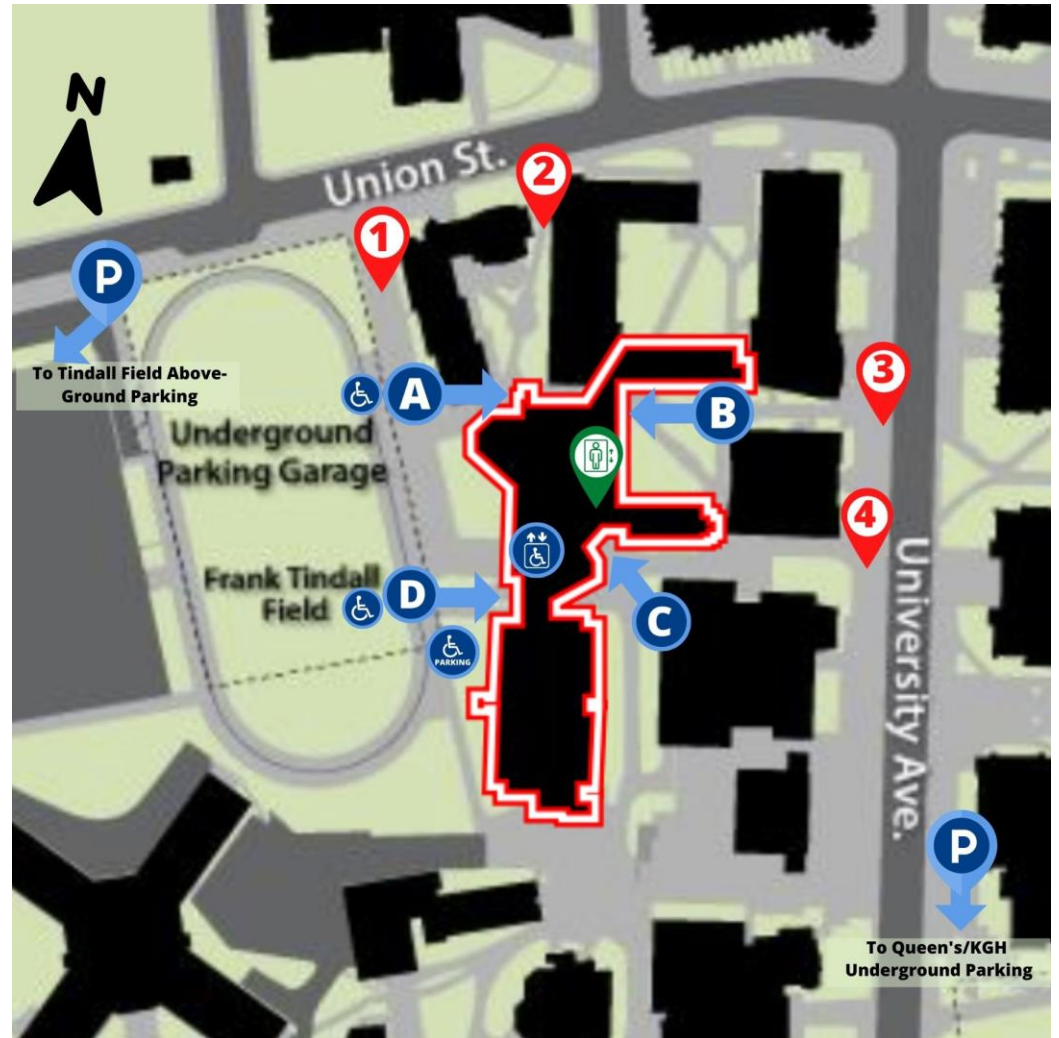 N
Union St.
2
1
P
To Tindall Field Above-
Ground Parking
3
A
B
Underground
Parking Garage
4
Frank Tindall
Field
D
C
PARKING
University Ave.
P
To Queen's/KGH
Underground Parking